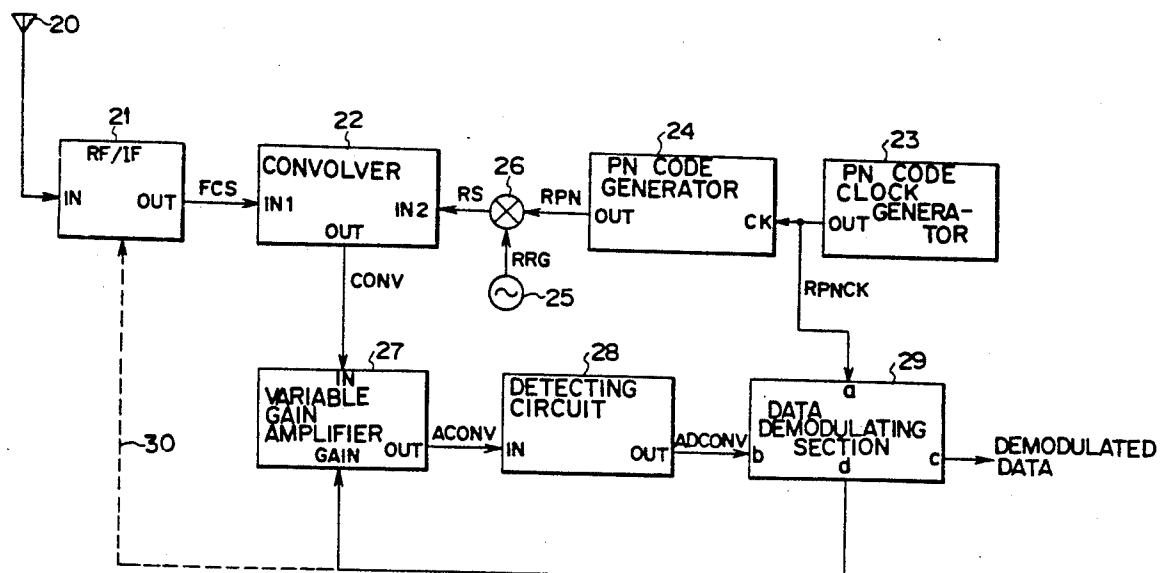 20
21
RF/IF
IN
OUT
FCS
22
CONVOLVER
IN1
IN2
OUT
RS
26
RPN
24
PN CODE
GENERATOR
OUT
CK
23
PN CODE
CLOCK
GENERA-
TOR
OUT
RRG
25
CONV
RPNCK
27
IN
VARIABLE
GAIN
AMPLIFIER
OUT
GAIN
ACONV
28
DETECTING
CIRCUIT
IN
OUT
ADCONV
29
a
DATA
DEMODULATING
SECTION
b
d
c
DEMODULATED
DATA
30